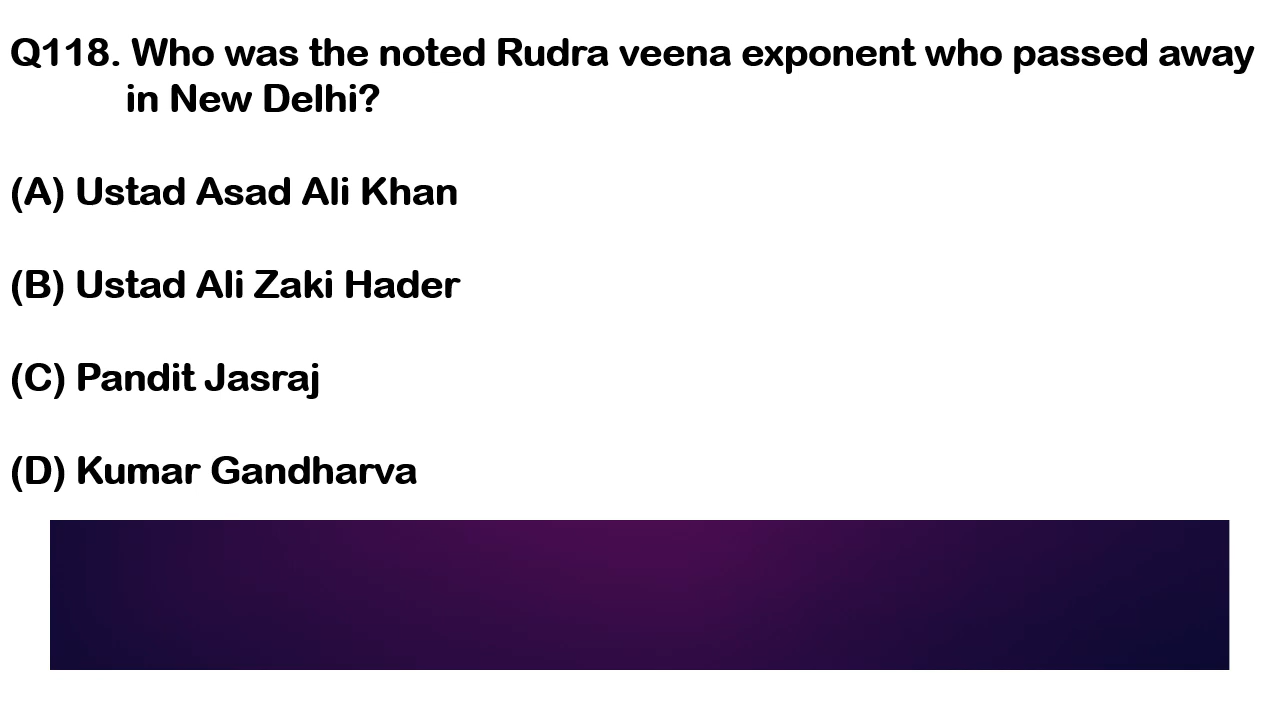 Q118. Who was the noted Rudra veena exponent who passed away
in New Delhi?
(A) Ustad Asad Ali Khan
(B) Ustad Ali Zaki Hader
(C) Pandit Jasraj
(D) Kumar Gandharva